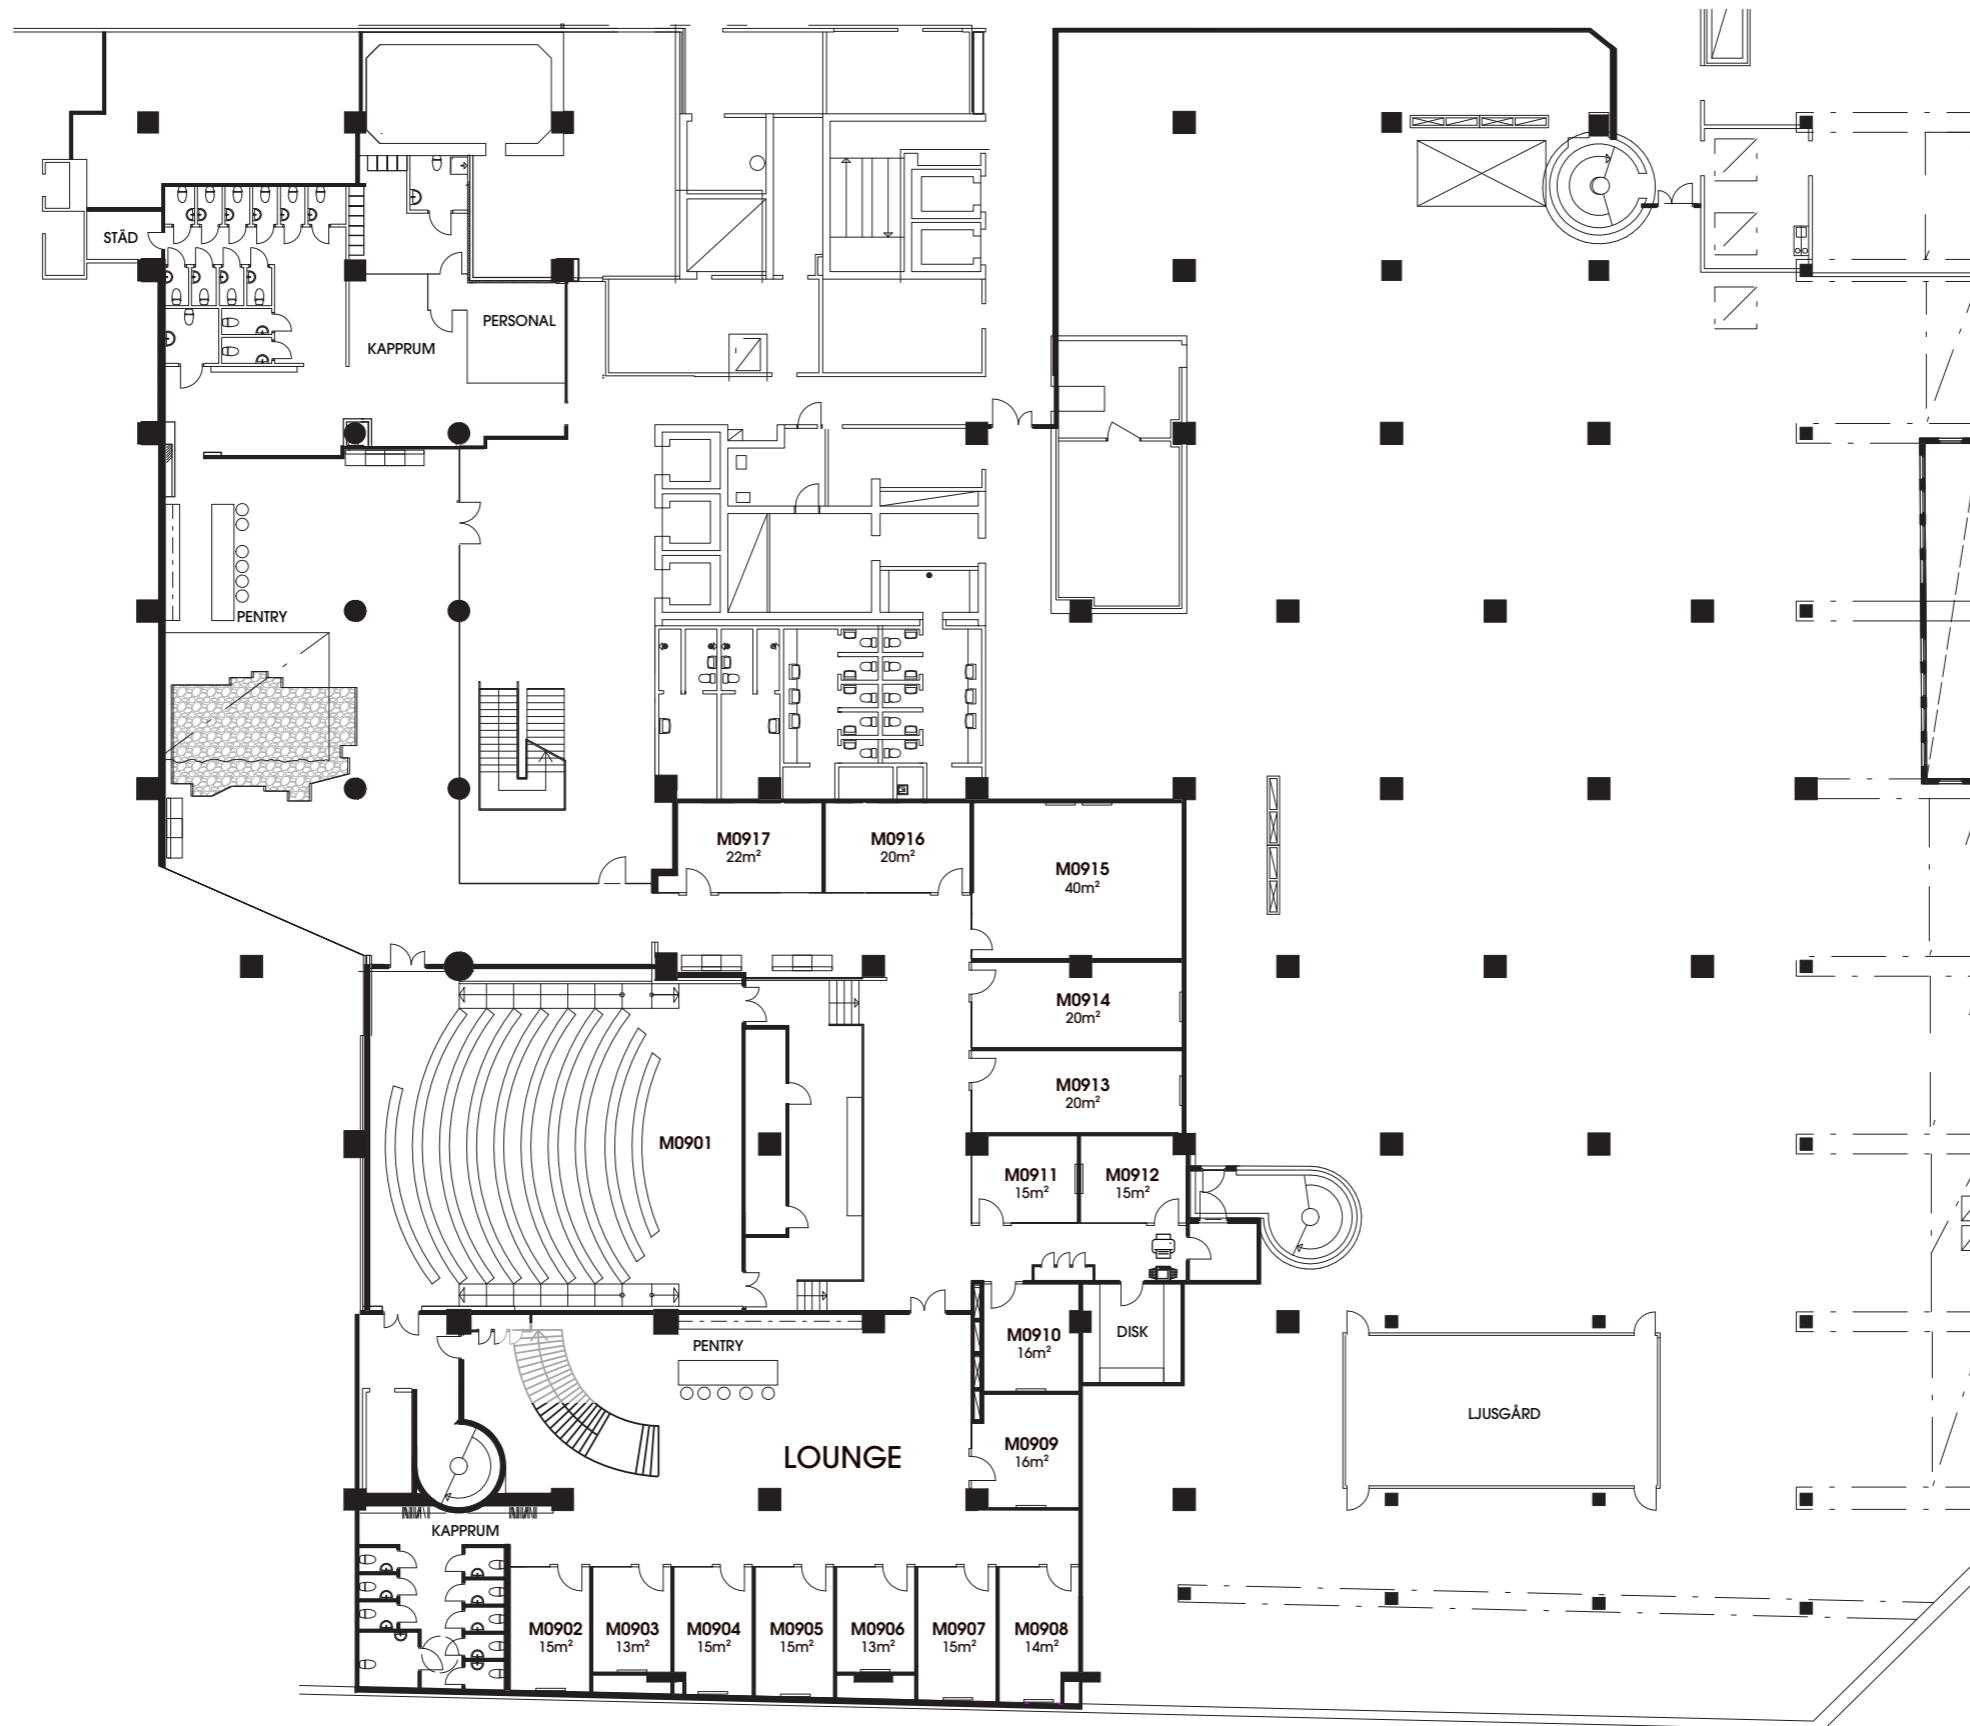 STÄD
PERSONAL
KAPPRUM
PENTRY
M0917
22m²
M0916
20m²
M0915
40m²
M0914
20m²
M0913
20m²
M0901
M0911
15m²
M0912
15m²
PENTRY
M0910
16m²
DISK
LJUSGÅRD
M0909
16m²
LOUNGE
KAPPRUM
M0902
15m²
M0903
13m²
M0904
15m²
M0905
15m²
M0906
13m²
M0907
15m²
M0908
14m²